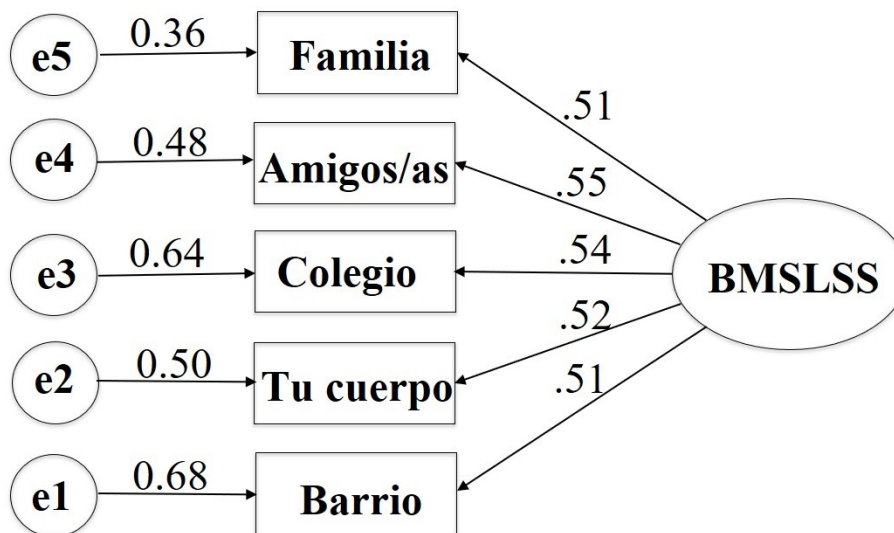 e5
0.36
Familia
.51
e4
0.48
Amigos/as
.55
e3
0.64
Colegio
.54
BMSLSS
e2
0.50
Tu cuerpo
.52
e1
0.68
Barrio
.51